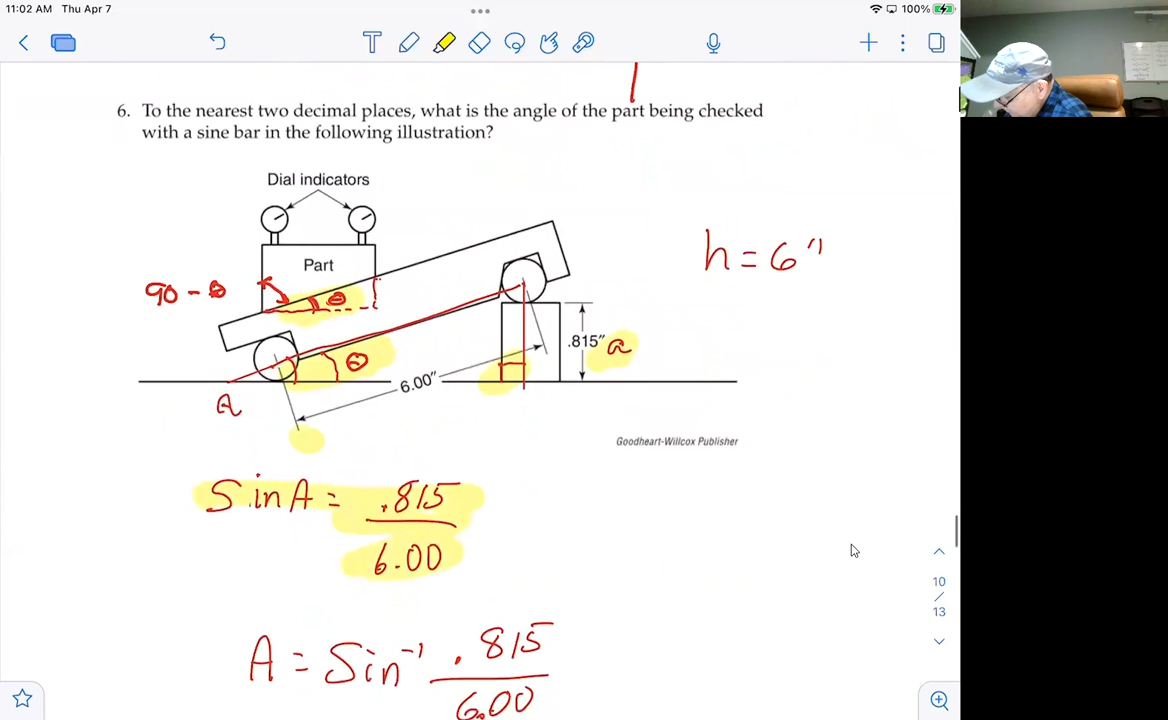 11:02 AM Thu Apr 7
100%
T
6. To the nearest two decimal places, what is the angle of the part being checked
with a sine bar in the following illustration?
Dial indicators
Part
h = 6"
90 - θ
θ
.815" a
θ
6.00"
A
Goodheart-Willcox Publisher
Sin A = .815
6.00
10
/
13
A = Sin⁻¹ .815
6.00